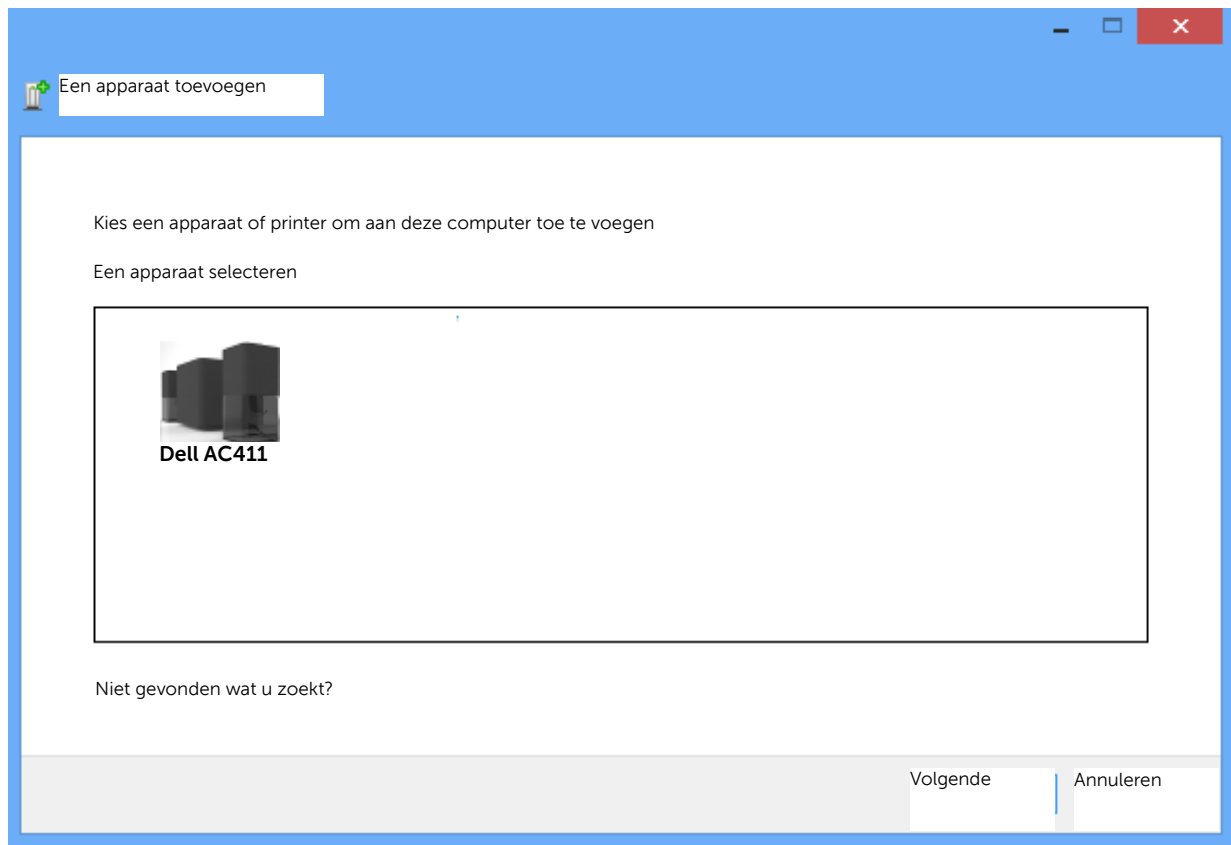 Een apparaat toevoegen
Kies een apparaat of printer om aan deze computer toe te voegen
Een apparaat selecteren
Dell AC411
Niet gevonden wat u zoekt?
Volgende
Annuleren